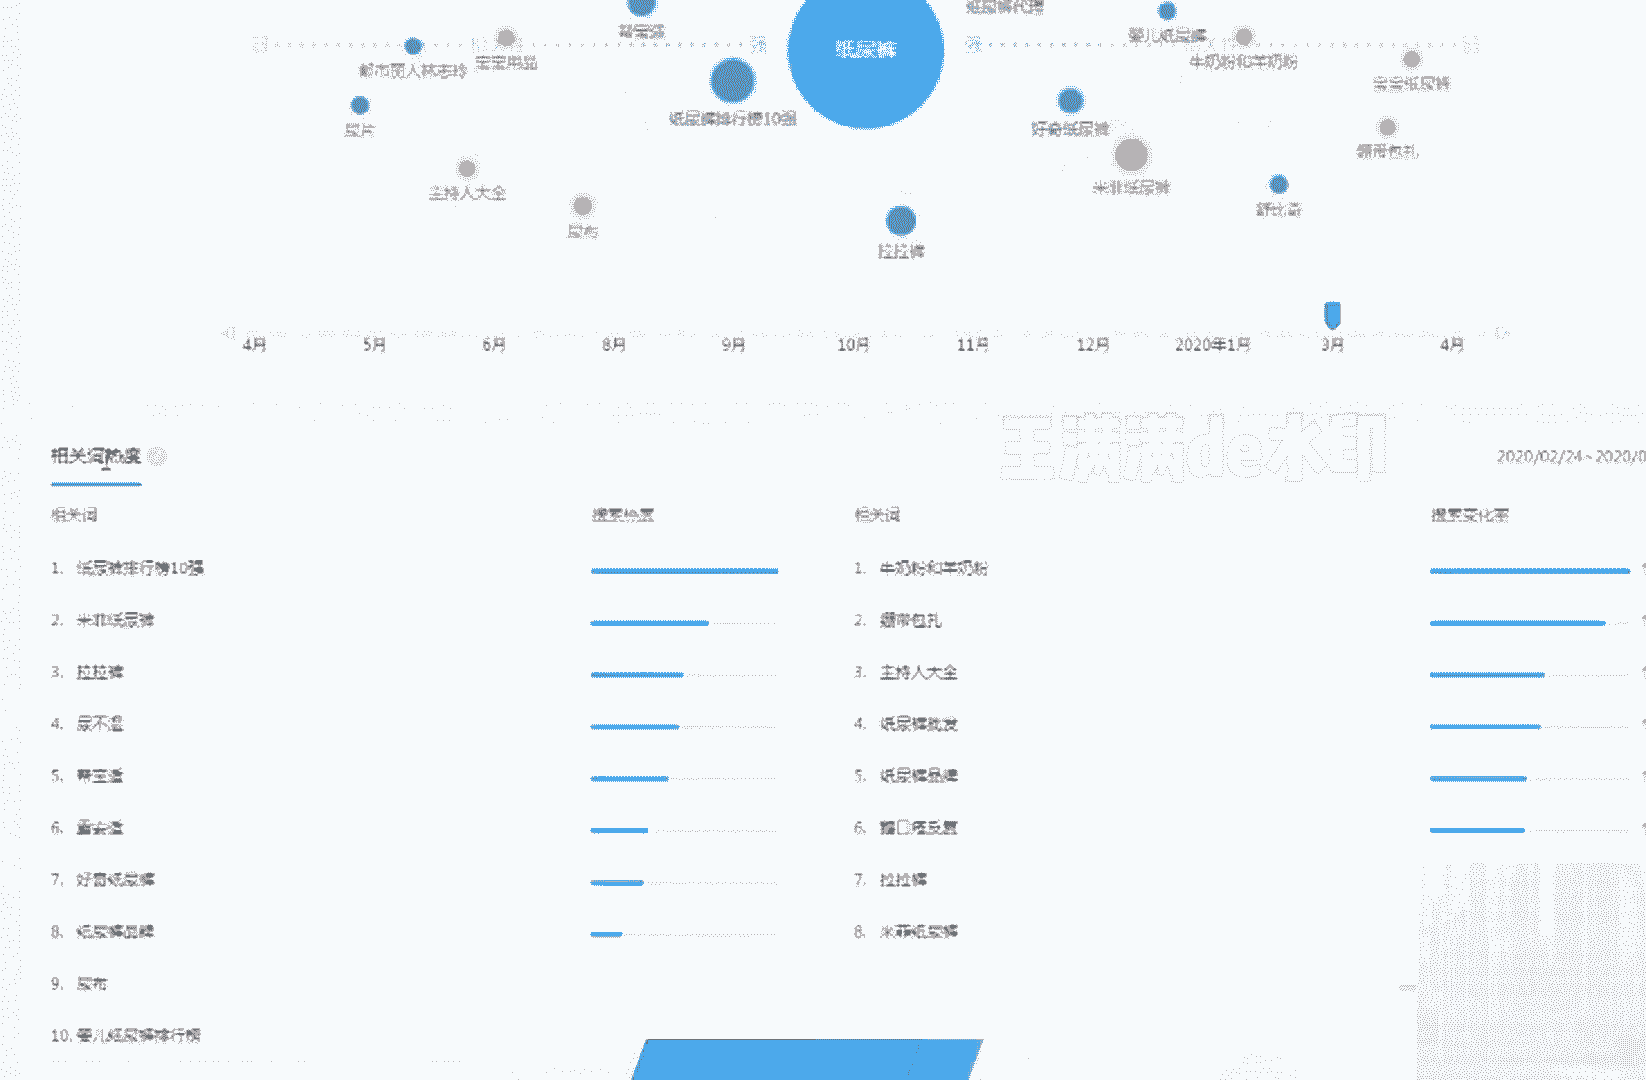 纸尿裤代理
帮宝适
婴儿纸尿裤
纸尿裤
都市丽人林志玲
宝宝用品
牛奶粉和羊奶粉
宝宝纸尿裤
纸尿裤排行榜10强
好奇纸尿裤
尿片
绷带包扎
米菲纸尿裤
主持人大全
舒比奇
尿布
拉拉裤
4月 5月 6月 8月 9月 10月 11月 12月 2020年1月 3月 4月
王满满de水印
相关词热度
2020/02/24~2020/0
相关词 搜索热度 相关词 搜索变化率
1. 纸尿裤排行榜10强 1. 牛奶粉和羊奶粉
2. 米菲纸尿裤 2. 绷带包扎
3. 拉拉裤 3. 主持人大全
4. 尿不湿 4. 纸尿裤批发
5. 帮宝适 5. 纸尿裤品牌
6. 6.
7. 好奇纸尿裤 7. 拉拉裤
8. 纸尿裤品牌 8. 米菲纸尿裤
9. 尿布
10. 婴儿纸尿裤排行榜